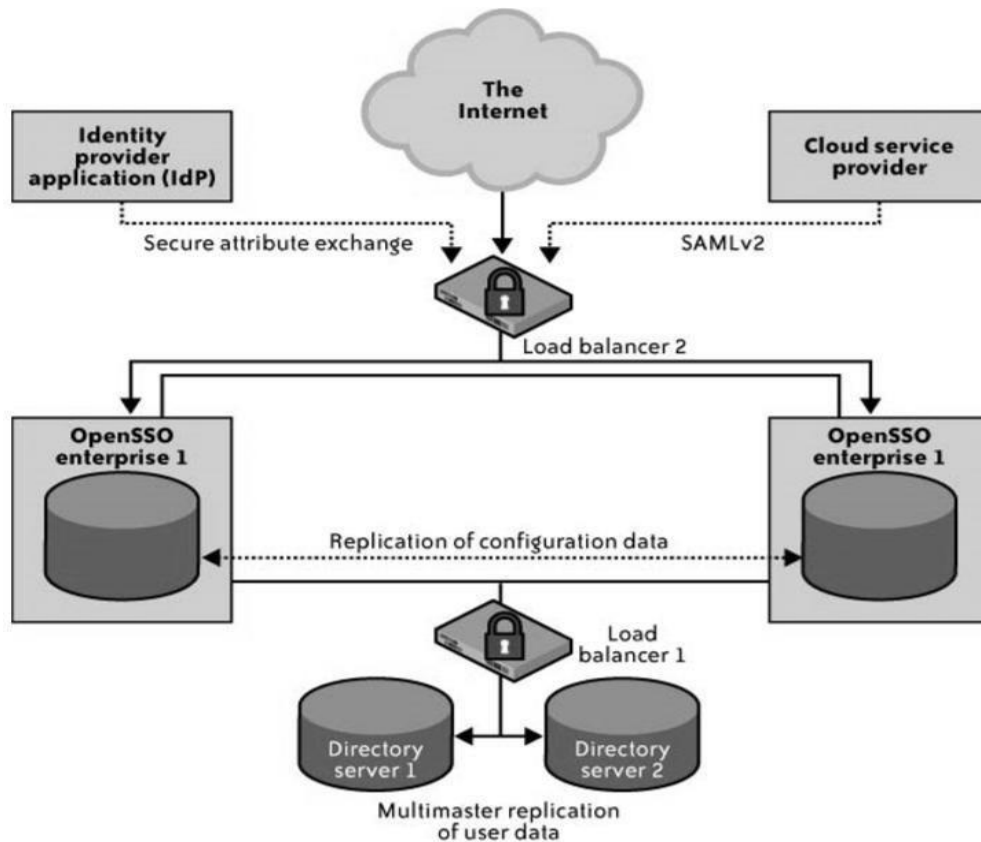 The
Internet
Identity
provider
application (IdP)
Cloud service
provider
Secure attribute exchange
SAMLv2
Load balancer 2
OpenSSO
enterprise 1
OpenSSO
enterprise 1
Replication of configuration data
Load
balancer 1
Directory
server 1
Directory
server 2
Multimaster replication
of user data